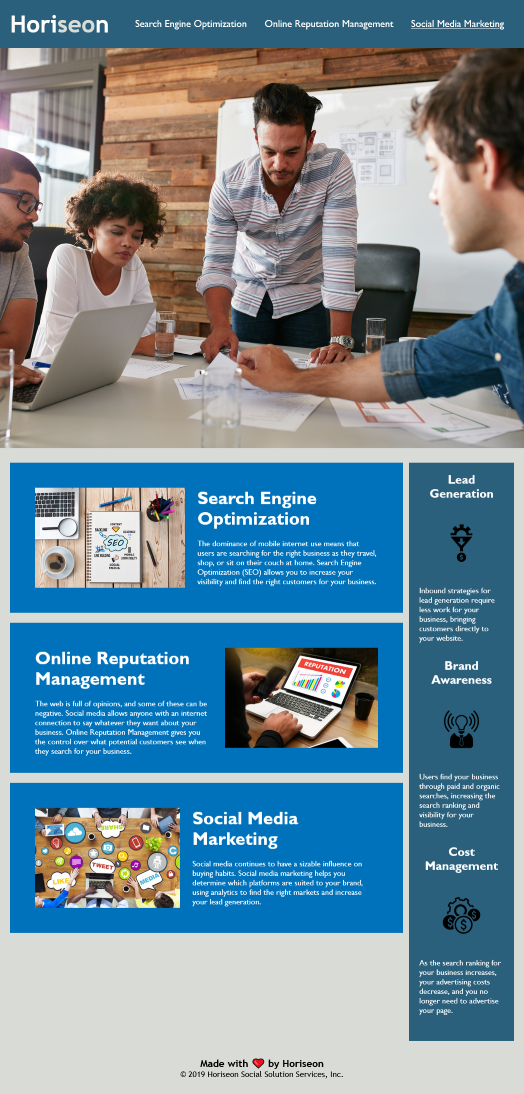 Horiseon
Search Engine Optimization
Online Reputation Management
Social Media Marketing
CONTENT
SEO
SOCIAL
MEDIA
Search Engine
Optimization
The dominance of mobile internet use means that
users are searching for the right business as they travel,
shop, or sit on their couch at home. Search Engine
Optimization (SEO) allows you to increase your
visibility and find the right customers for your business.
Online Reputation
Management
The web is full of opinions, and some of these can be
negative. Social media allows anyone with an internet
connection to say whatever they want about your
business. Online Reputation Management gives you
the control over what potential customers see when
they search for your business.
REPUTATION
SHARE
TWEET
LIKE
MEDIA
Social Media
Marketing
Social media continues to have a sizable influence on
buying habits. Social media marketing helps you
determine which platforms are suited to your brand,
using analytics to find the right markets and increase
your lead generation.
Lead
Generation
Inbound strategies for
lead generation require
less work for your
business, bringing
customers directly to
your website.
Brand
Awareness
Users find your business
through paid and organic
searches, increasing the
search ranking and
visibility for your
business.
Cost
Management
As the search ranking for
your business increases,
your advertising costs
decrease, and you no
longer need to advertise
your page.
Made with ❤️ by Horiseon
© 2019 Horiseon Social Solution Services, Inc.